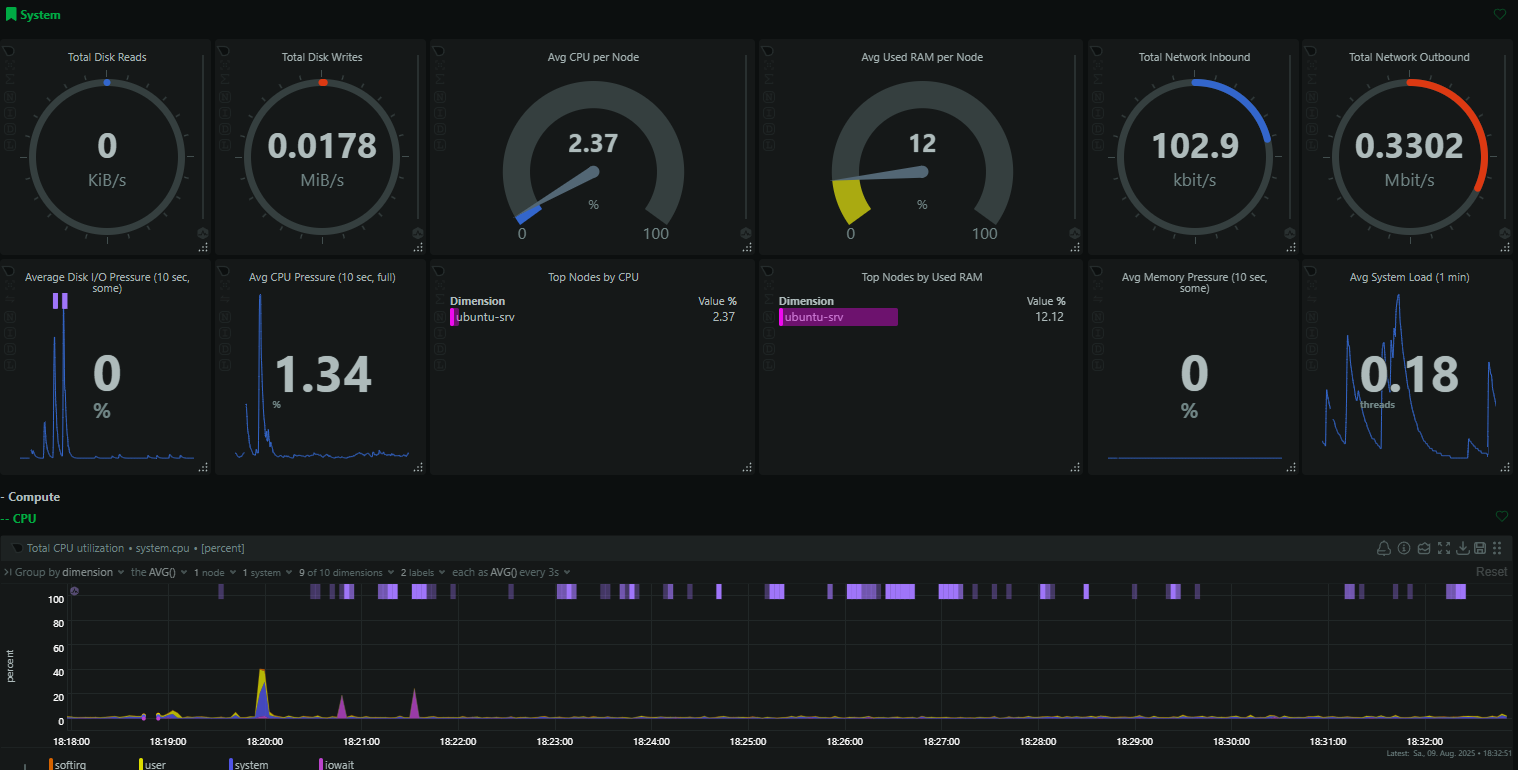 System
Total Disk Reads
0
KiB/s
Total Disk Writes
0.0178
MiB/s
Avg CPU per Node
2.37
%
0 100
Avg Used RAM per Node
12
%
0 100
Total Network Inbound
102.9
kbit/s
Total Network Outbound
0.3302
Mbit/s
Average Disk I/O Pressure (10 sec,
some)
0
%
Avg CPU Pressure (10 sec, full)
1.34
%
Top Nodes by CPU
Dimension Value %
ubuntu-srv 2.37
Top Nodes by Used RAM
Dimension Value %
ubuntu-srv 12.12
Avg Memory Pressure (10 sec,
some)
0
%
Avg System Load (1 min)
0.18
threads
- Compute
-- CPU
Total CPU utilization • system.cpu • [percent]
Group by dimension the AVG() 1 node 1 system 9 of 10 dimensions 2 labels each as AVG() every 3s Reset
percent
100
80
60
40
20
0
18:18:00 18:19:00 18:20:00 18:21:00 18:22:00 18:23:00 18:24:00 18:25:00 18:26:00 18:27:00 18:28:00 18:29:00 18:30:00 18:31:00 18:32:00
Latest: Sa., 09. Aug. 2025 • 18:32:51
softirq user system iowait